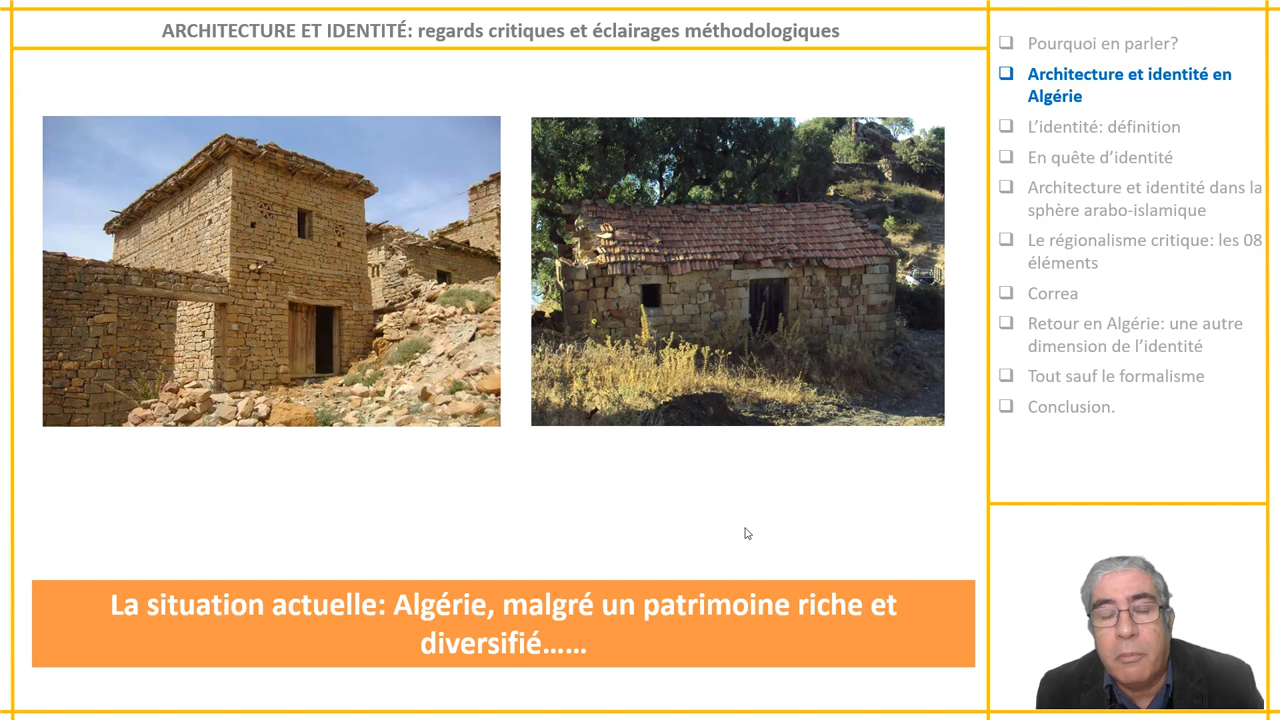 ARCHITECTURE ET IDENTITÉ: regards critiques et éclairages méthodologiques
Pourquoi en parler?
Architecture et identité en
Algérie
L'identité: définition
En quête d'identité
Architecture et identité dans la
sphère arabo-islamique
Le régionalisme critique: les 08
éléments
Correa
Retour en Algérie: une autre
dimension de l'identité
Tout sauf le formalisme
Conclusion.
La situation actuelle: Algérie, malgré un patrimoine riche et
diversifié......